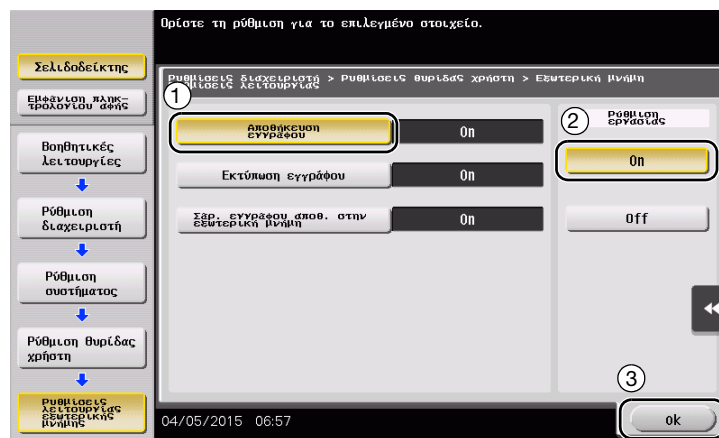 Ορίστε τη ρύθμιση για το επιλεγμένο στοιχείο.
Σελιδοδείκτης
Εμφάνιση πληκ-
τρολογίου αφής
Βοηθητικές
λειτουργίες
Ρύθμιση
διαχειριστή
Ρύθμιση
συστήματος
Ρύθμιση θυρίδας
χρήστη
Ρυθμίσεις
λειτουργίας
εξωτερικής
μνήμης
Ρυθμίσεις διαχειριστή > Ρυθμίσεις θυρίδας χρήστη > Εξωτερική μνήμη
Ρυθμίσεις λειτουργίας
1
Αποθήκευση
εγγράφου
On
Εκτύπωση εγγράφου
On
Σάρ. εγγράφου αποθ. στην
εξωτερική μνήμη
On
2
Ρύθμιση
εργασίας
On
Off
3
04/05/2015 06:57
ok